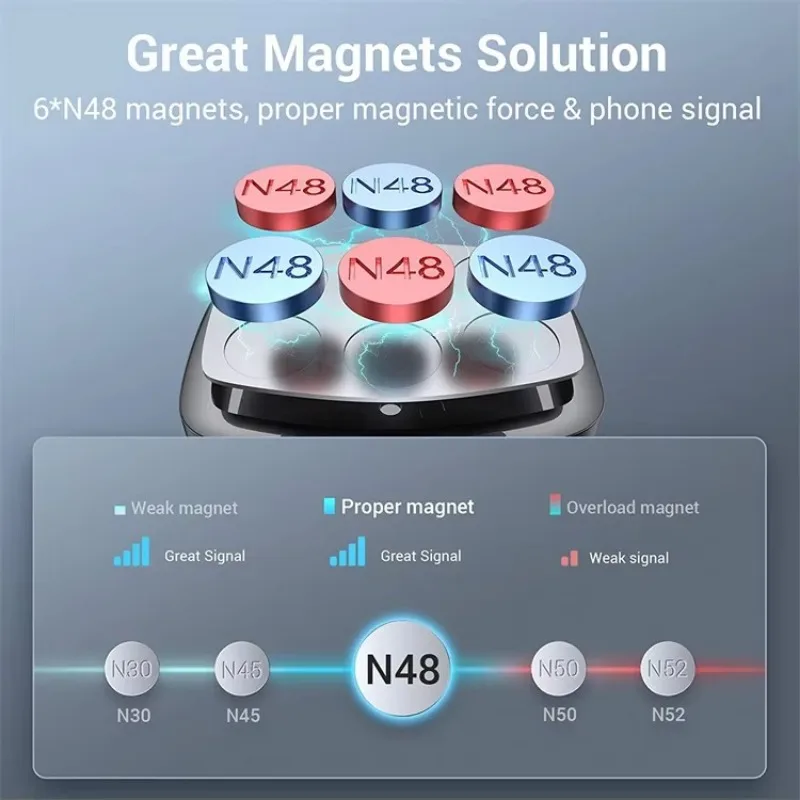 Great Magnets Solution
6*N48 magnets, proper magnetic force & phone signal
N48 N48 N48
N48 N48 N48
Weak magnet Proper magnet Overload magnet
Great Signal Great Signal Weak signal
N30 N45 N48 N50 N52
N30 N45 N50 N52